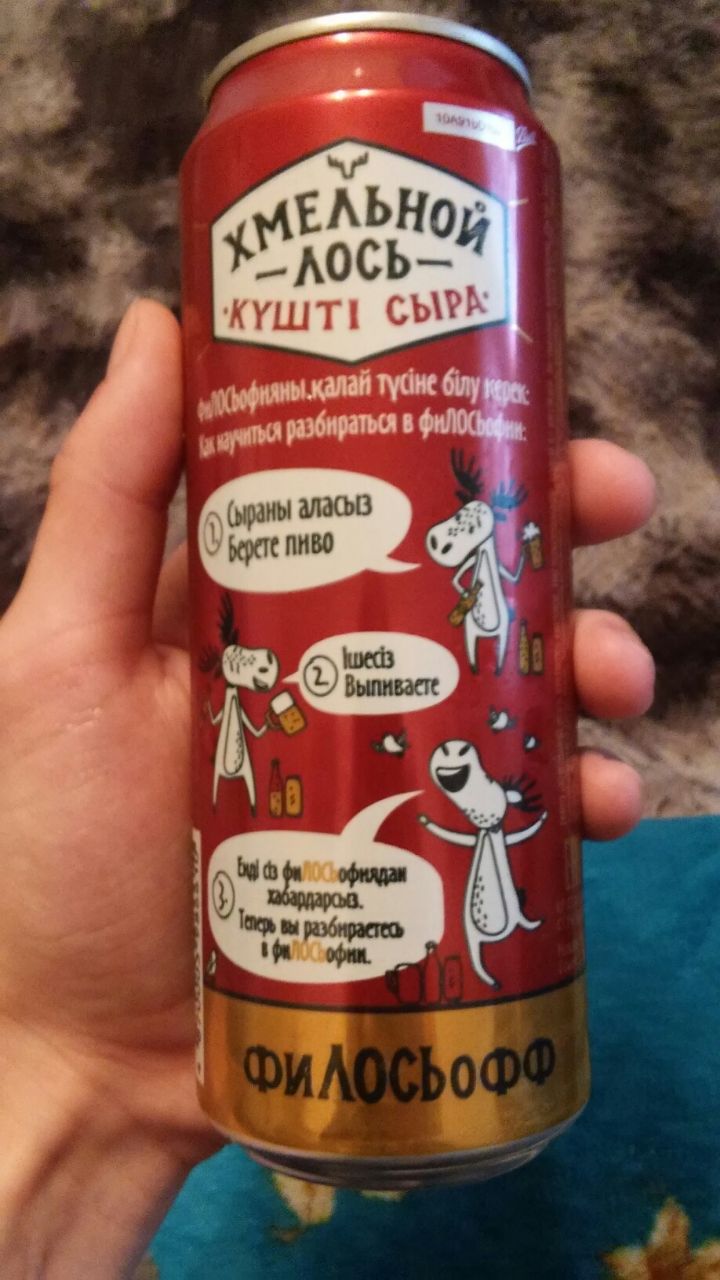 ХМЕЛЬНОЙ
–ЛОСЬ–
·КҮШТІ СЫРА·
фиЛОСЬофияны қалай түсіне білу керек:
Как научиться разбираться в фиЛОСЬофии:
1. Сыраны аласыз
Берете пиво
2. Ішесіз
Выпиваете
3. Енді сіз фиЛОСЬофиядан
хабардарсыз.
Теперь вы разбираетесь
в фиЛОСЬофии.
фиЛОСЬофф